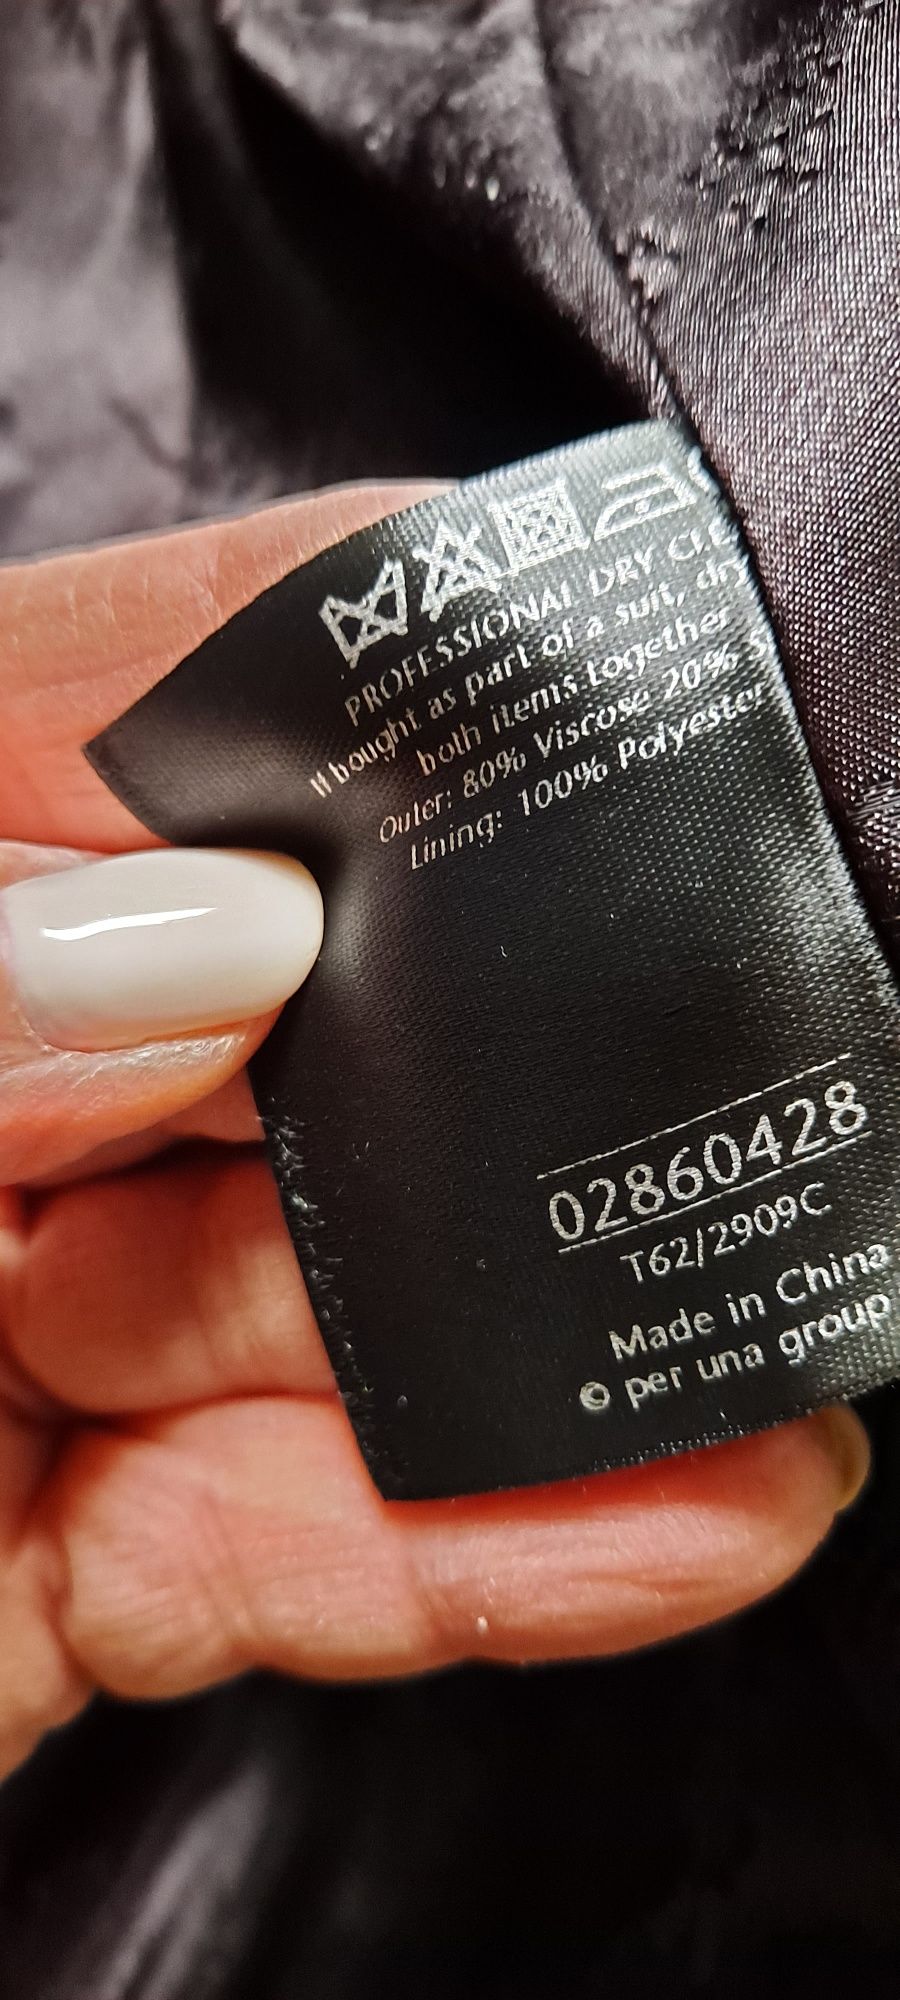 PROFESSIONAL DRY CLE
If bought as part of a suit, dry
both items together
Outer: 80% Viscose 20% S
Lining: 100% Polyester
02860428
T62/2909C
Made in China
© per una group